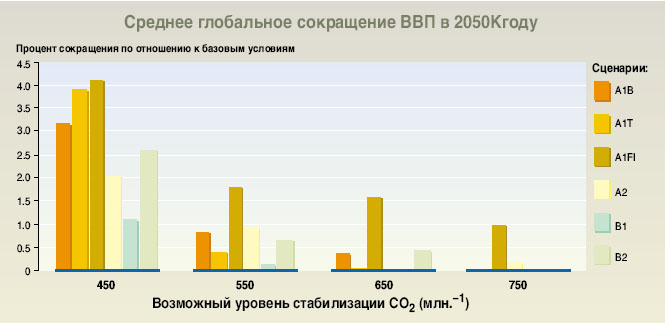 Среднее глобальное сокращение ВВП в 2050Kгоду
Процент сокращения по отношению к базовым условиям
Сценарии:
4.5
4.0
3.5
3.0
2.5
2.0
1.5
1.0
0.5
0
A1B
A1T
A1FI
A2
B1
B2
450 550 650 750
Возможный уровень стабилизации CO₂ (млн.⁻¹)